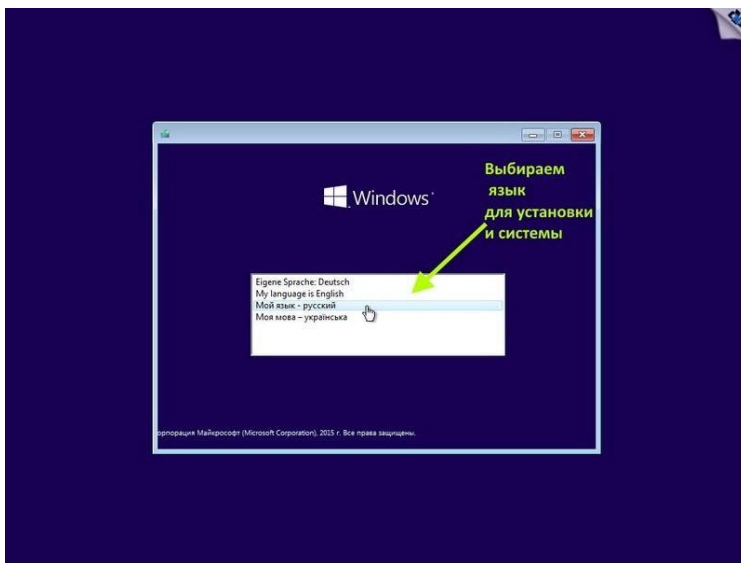 Windows
Выбираем
язык
для установки
и системы
Eigene Sprache: Deutsch
My language is English
Мой язык - русский
Моя мова – українська
орпорация Майкрософт (Microsoft Corporation), 2015 г. Все права защищены.